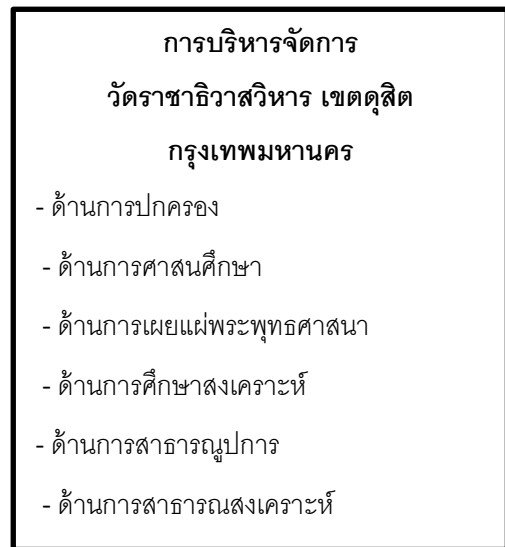 การบริหารจัดการ
วัดราชาธิวาสวิหาร เขตดุสิต
กรุงเทพมหานคร
- ด้านการปกครอง
- ด้านการศาสนศึกษา
- ด้านการเผยแผ่พระพุทธศาสนา
- ด้านการศึกษาสงเคราะห์
- ด้านการสาธารณูปการ
- ด้านการสาธารณสงเคราะห์